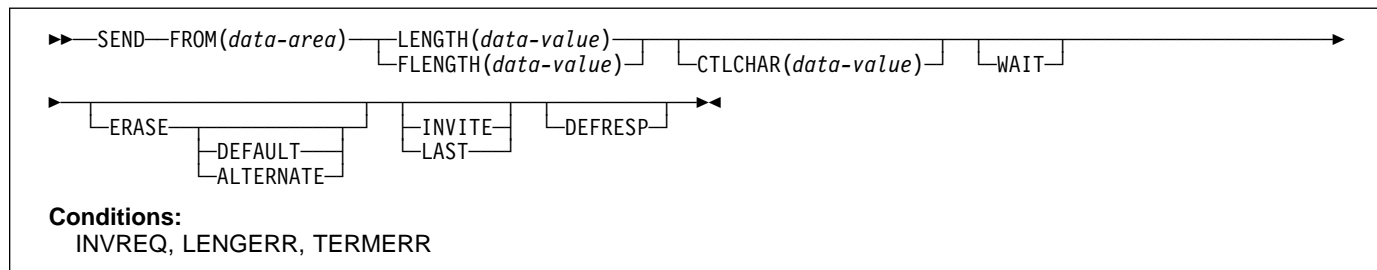 SEND FROM(data-area) LENGTH(data-value)
FLENGTH(data-value) CTLCHAR(data-value) WAIT
ERASE INVITE DEFRESP
DEFAULT LAST
ALTERNATE
Conditions:
INVREQ, LENGERR, TERMERR